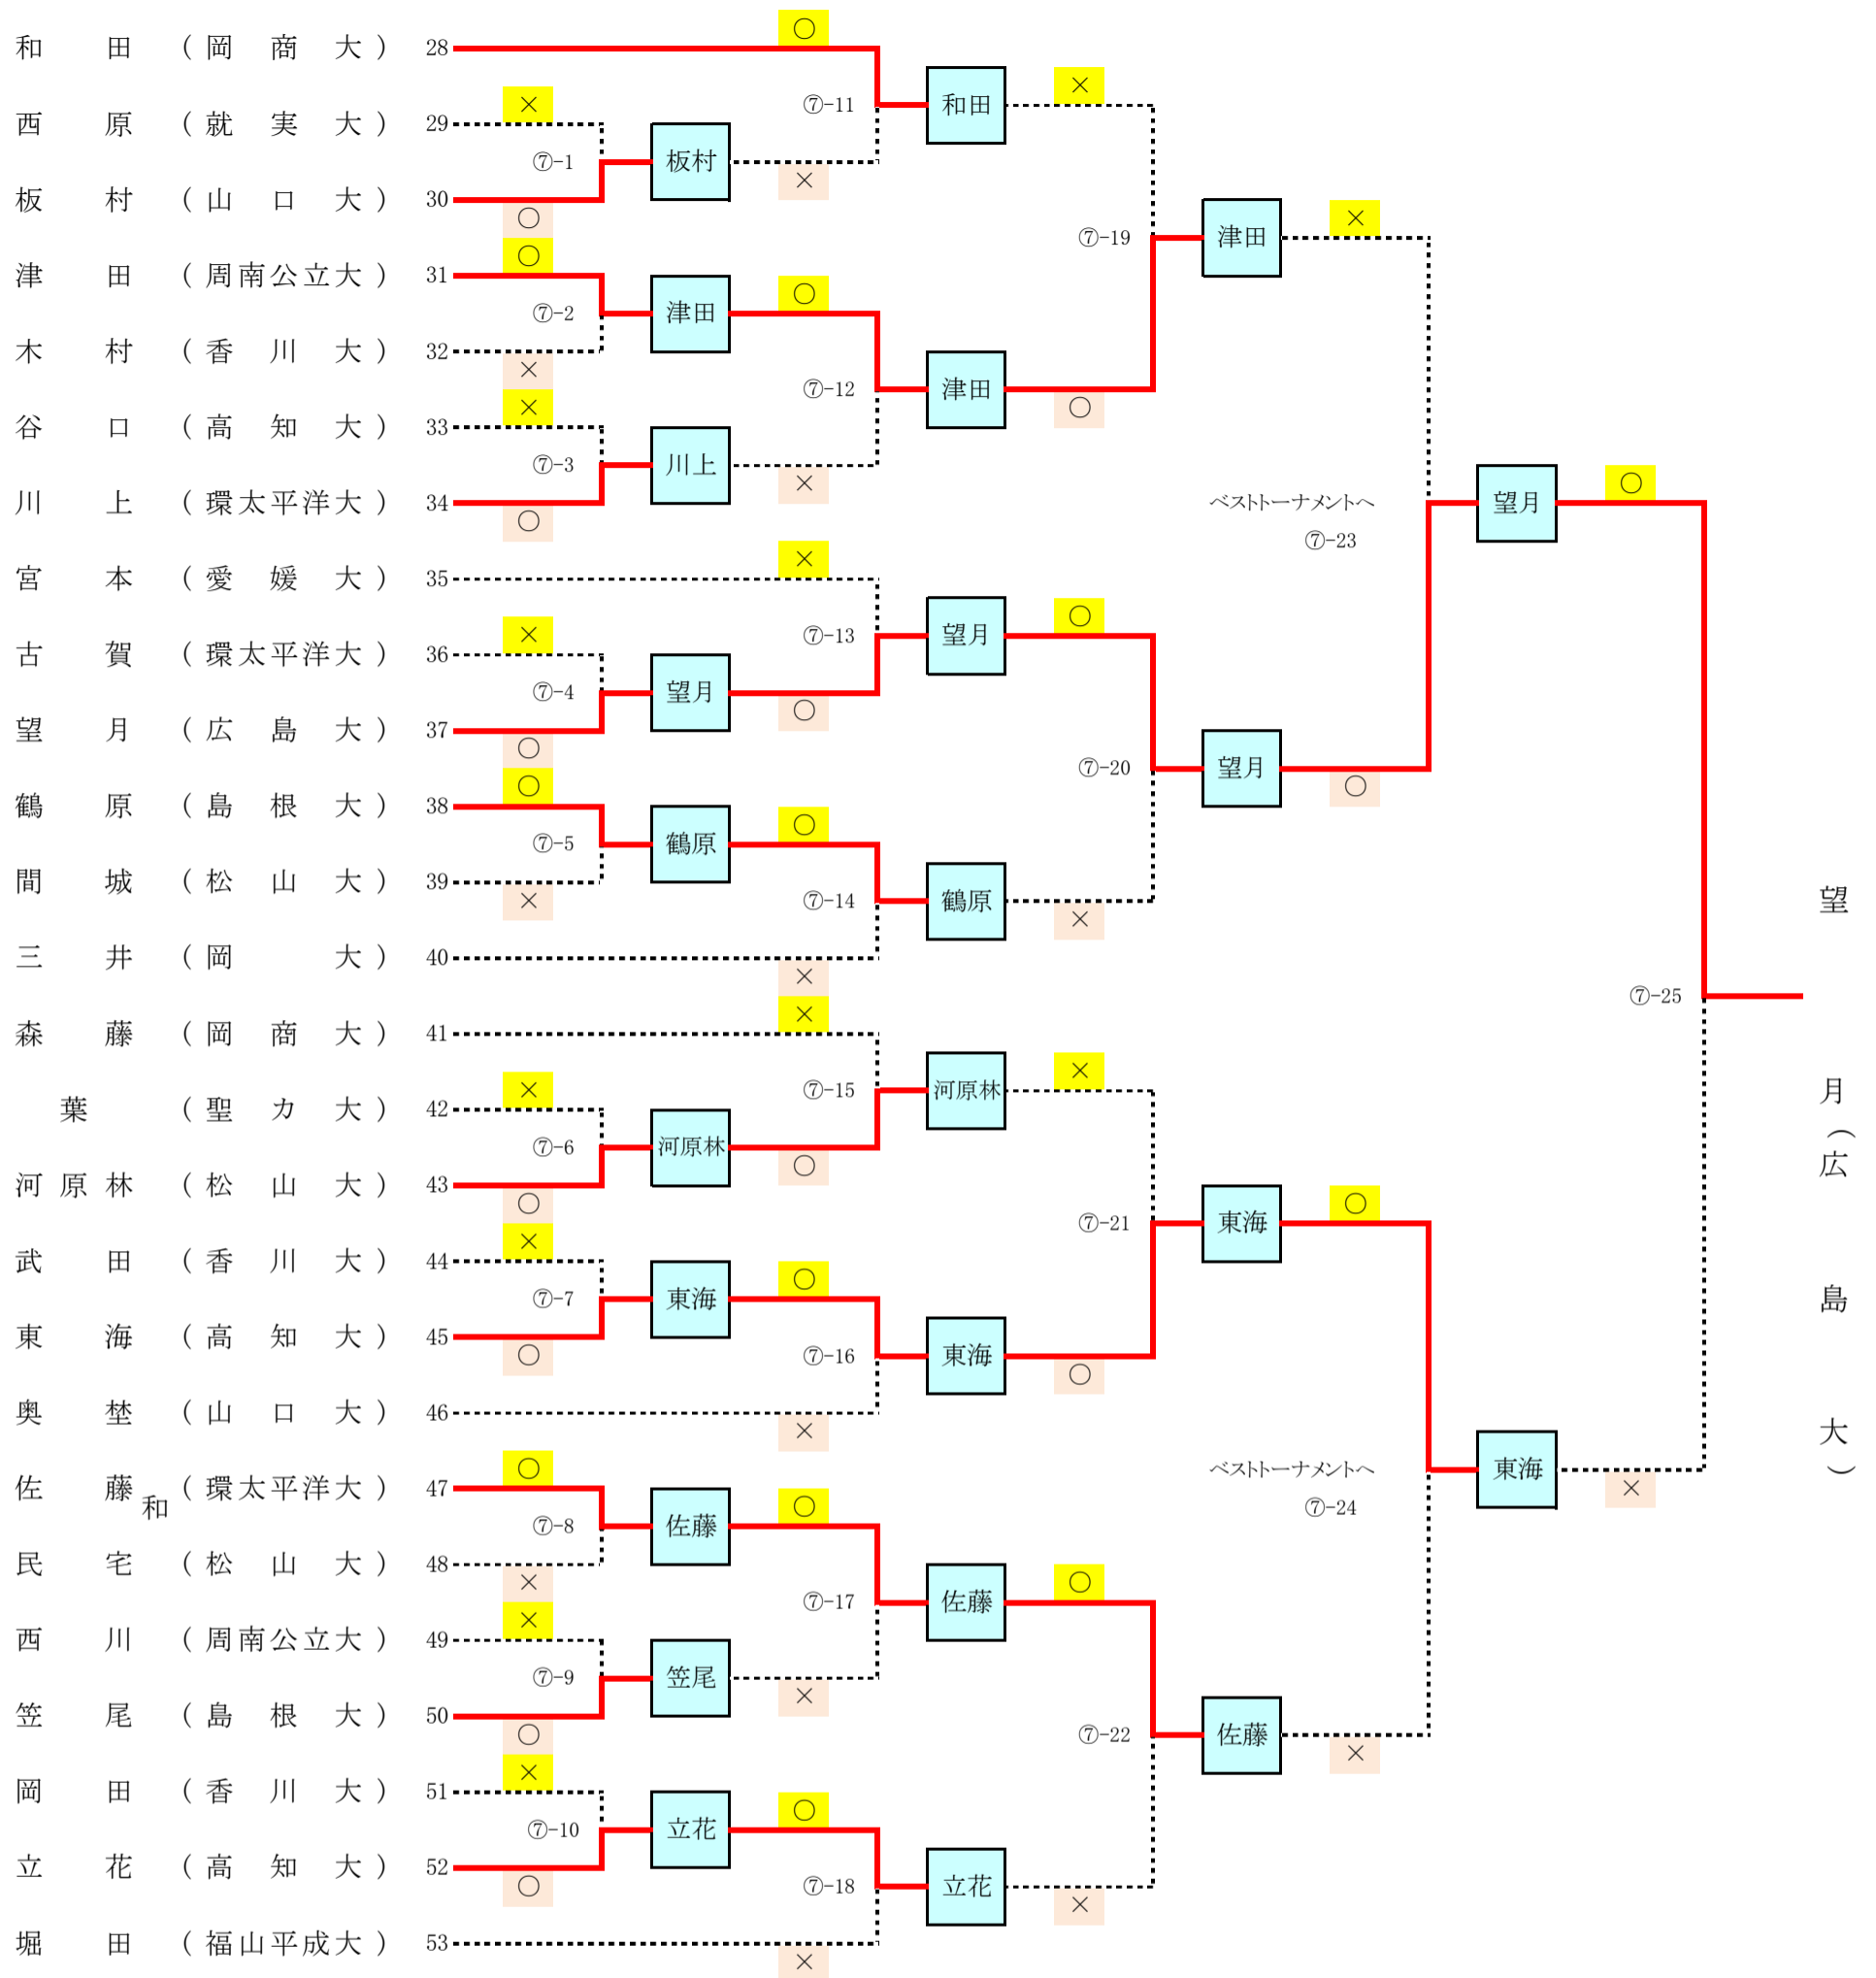 和田（岡商大） 28
西原（就実大） 29
板村（山口大） 30
津田（周南公立大） 31
木村（香川大） 32
谷口（高知大） 33
川上（環太平洋大） 34
宮本（愛媛大） 35
古賀（環太平洋大） 36
望月（広島大） 37
鶴原（島根大） 38
間城（松山大） 39
三井（岡大） 40
森藤（岡商大） 41
葉（聖カ大） 42
河原林（松山大） 43
武田（香川大） 44
東海（高知大） 45
奥埜（山口大） 46
佐藤和（環太平洋大） 47
民宅（松山大） 48
西川（周南公立大） 49
笠尾（島根大） 50
岡田（香川大） 51
立花（高知大） 52
堀田（福山平成大） 53
×
⑦-1
○
板村
○
⑦-2
×
津田
×
⑦-3
○
川上
×
⑦-4
○
望月
○
⑦-5
×
鶴原
×
⑦-6
○
河原林
×
⑦-7
○
東海
○
⑦-8
×
佐藤
×
⑦-9
○
笠尾
×
⑦-10
○
立花
○
⑦-11
×
和田
○
⑦-12
×
津田
×
⑦-13
○
望月
○
⑦-14
×
鶴原
×
⑦-15
○
河原林
○
⑦-16
×
東海
○
⑦-17
×
佐藤
○
⑦-18
×
立花
×
⑦-19
○
津田
○
⑦-20
×
望月
×
⑦-21
○
東海
○
⑦-22
×
佐藤
×
ベストトーナメントへ
⑦-23
○
望月
○
ベストトーナメントへ
⑦-24
×
東海
○
⑦-25
×
望月（広島大）